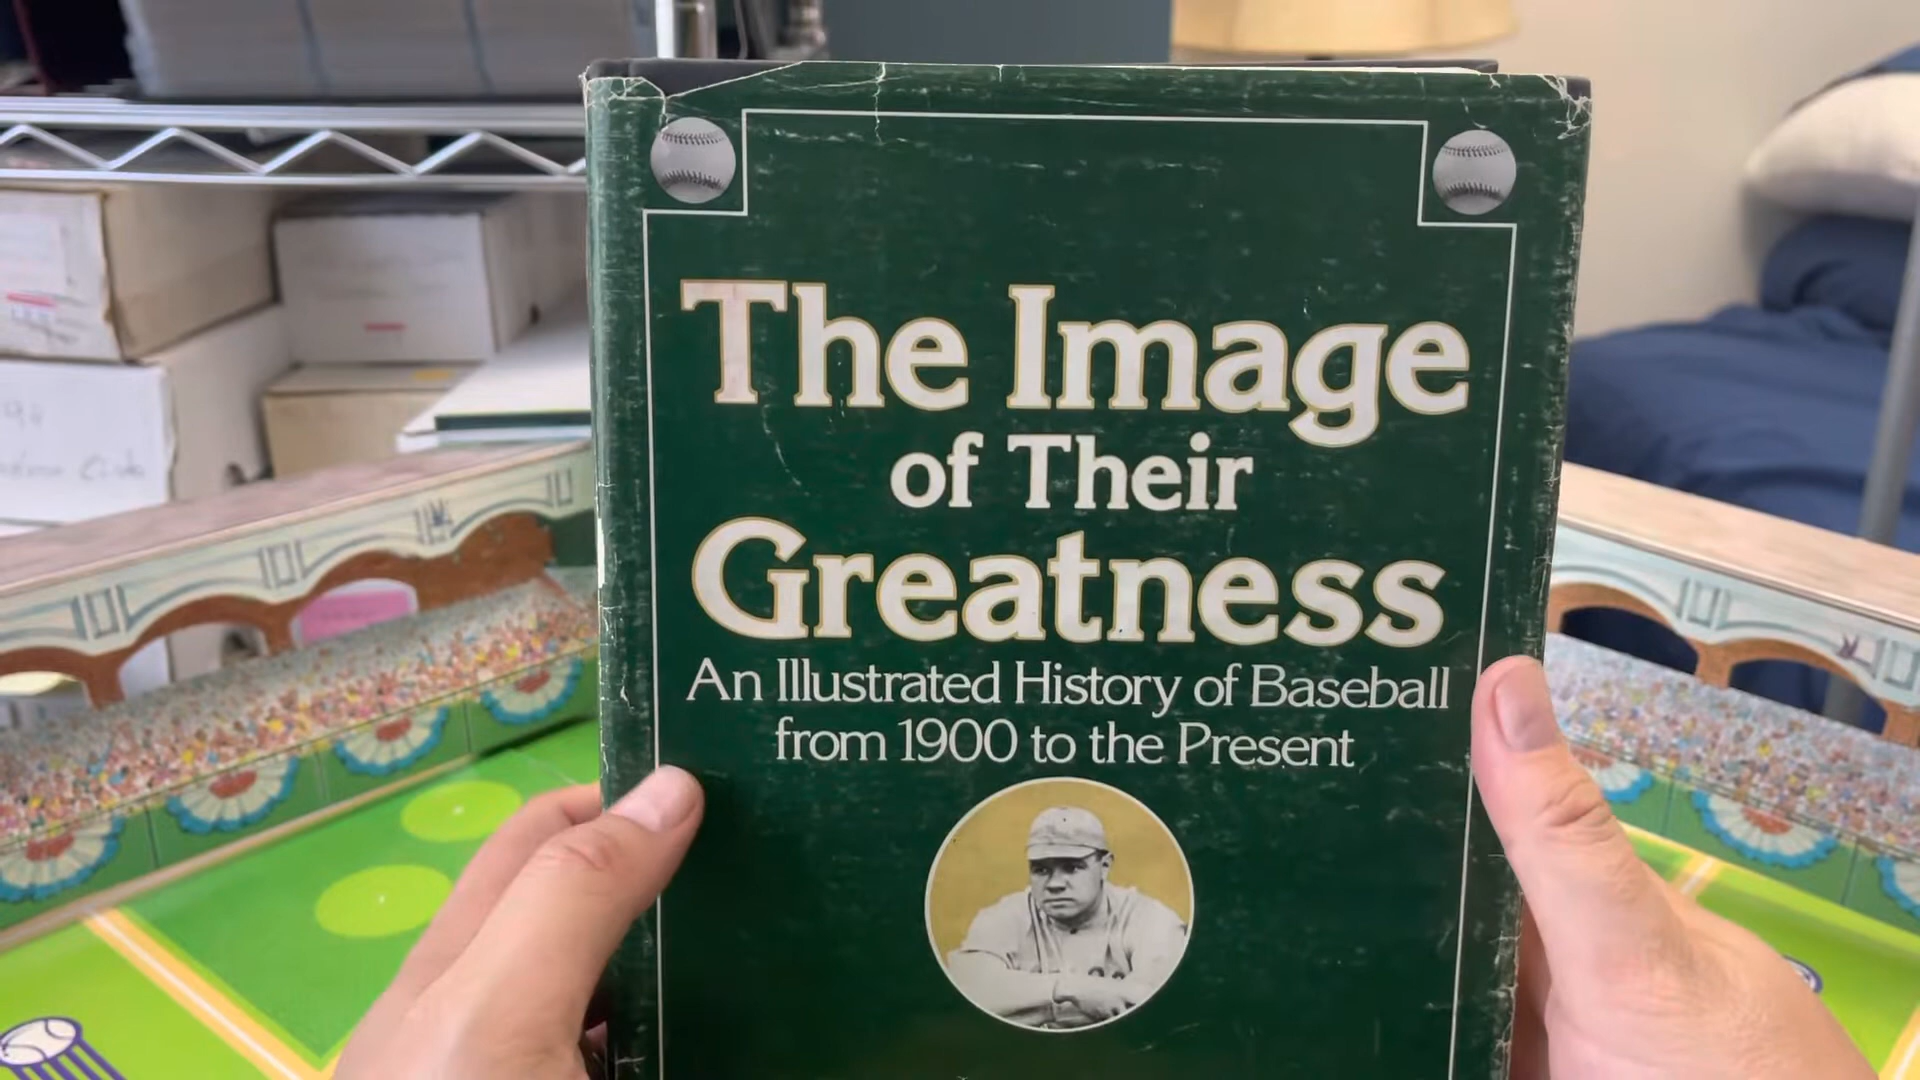 The Image
of Their
Greatness
An Illustrated History of Baseball
from 1900 to the Present